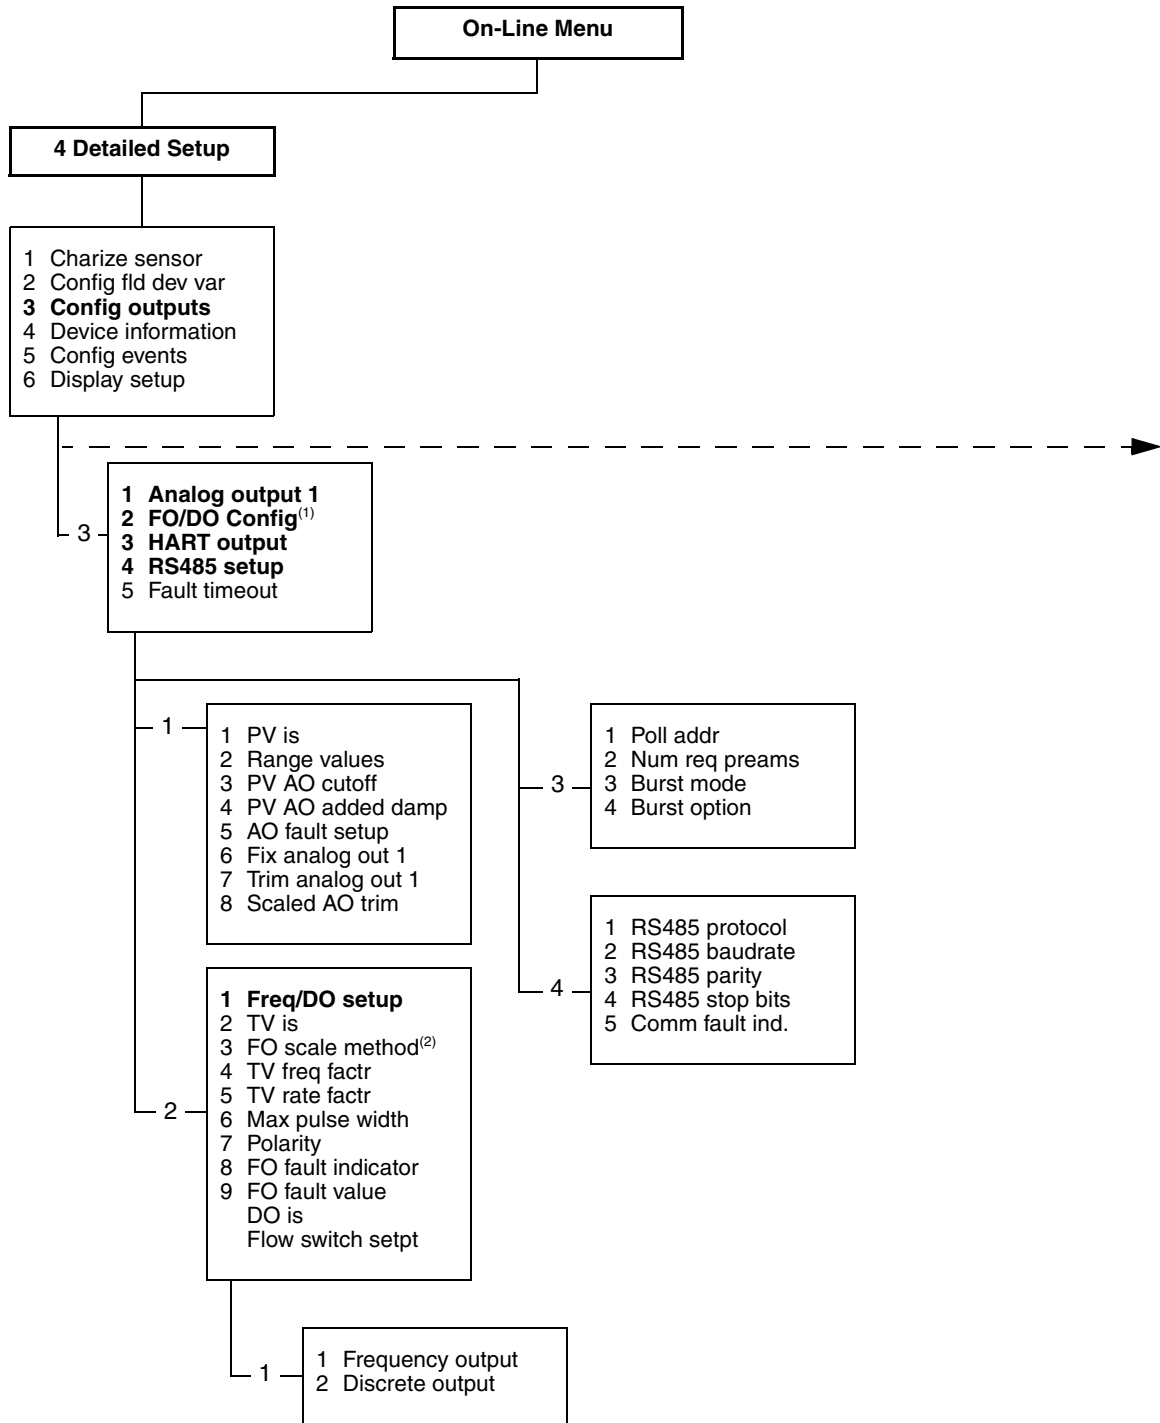 On-Line Menu
4 Detailed Setup
1 Charize sensor
2 Config fld dev var
3 Config outputs
4 Device information
5 Config events
6 Display setup
3
1 Analog output 1
2 FO/DO Config(1)
3 HART output
4 RS485 setup
5 Fault timeout
1
1 PV is
2 Range values
3 PV AO cutoff
4 PV AO added damp
5 AO fault setup
6 Fix analog out 1
7 Trim analog out 1
8 Scaled AO trim
3
1 Poll addr
2 Num req preams
3 Burst mode
4 Burst option
4
1 RS485 protocol
2 RS485 baudrate
3 RS485 parity
4 RS485 stop bits
5 Comm fault ind.
2
1 Freq/DO setup
2 TV is
3 FO scale method(2)
4 TV freq factr
5 TV rate factr
6 Max pulse width
7 Polarity
8 FO fault indicator
9 FO fault value
DO is
Flow switch setpt
1
1 Frequency output
2 Discrete output